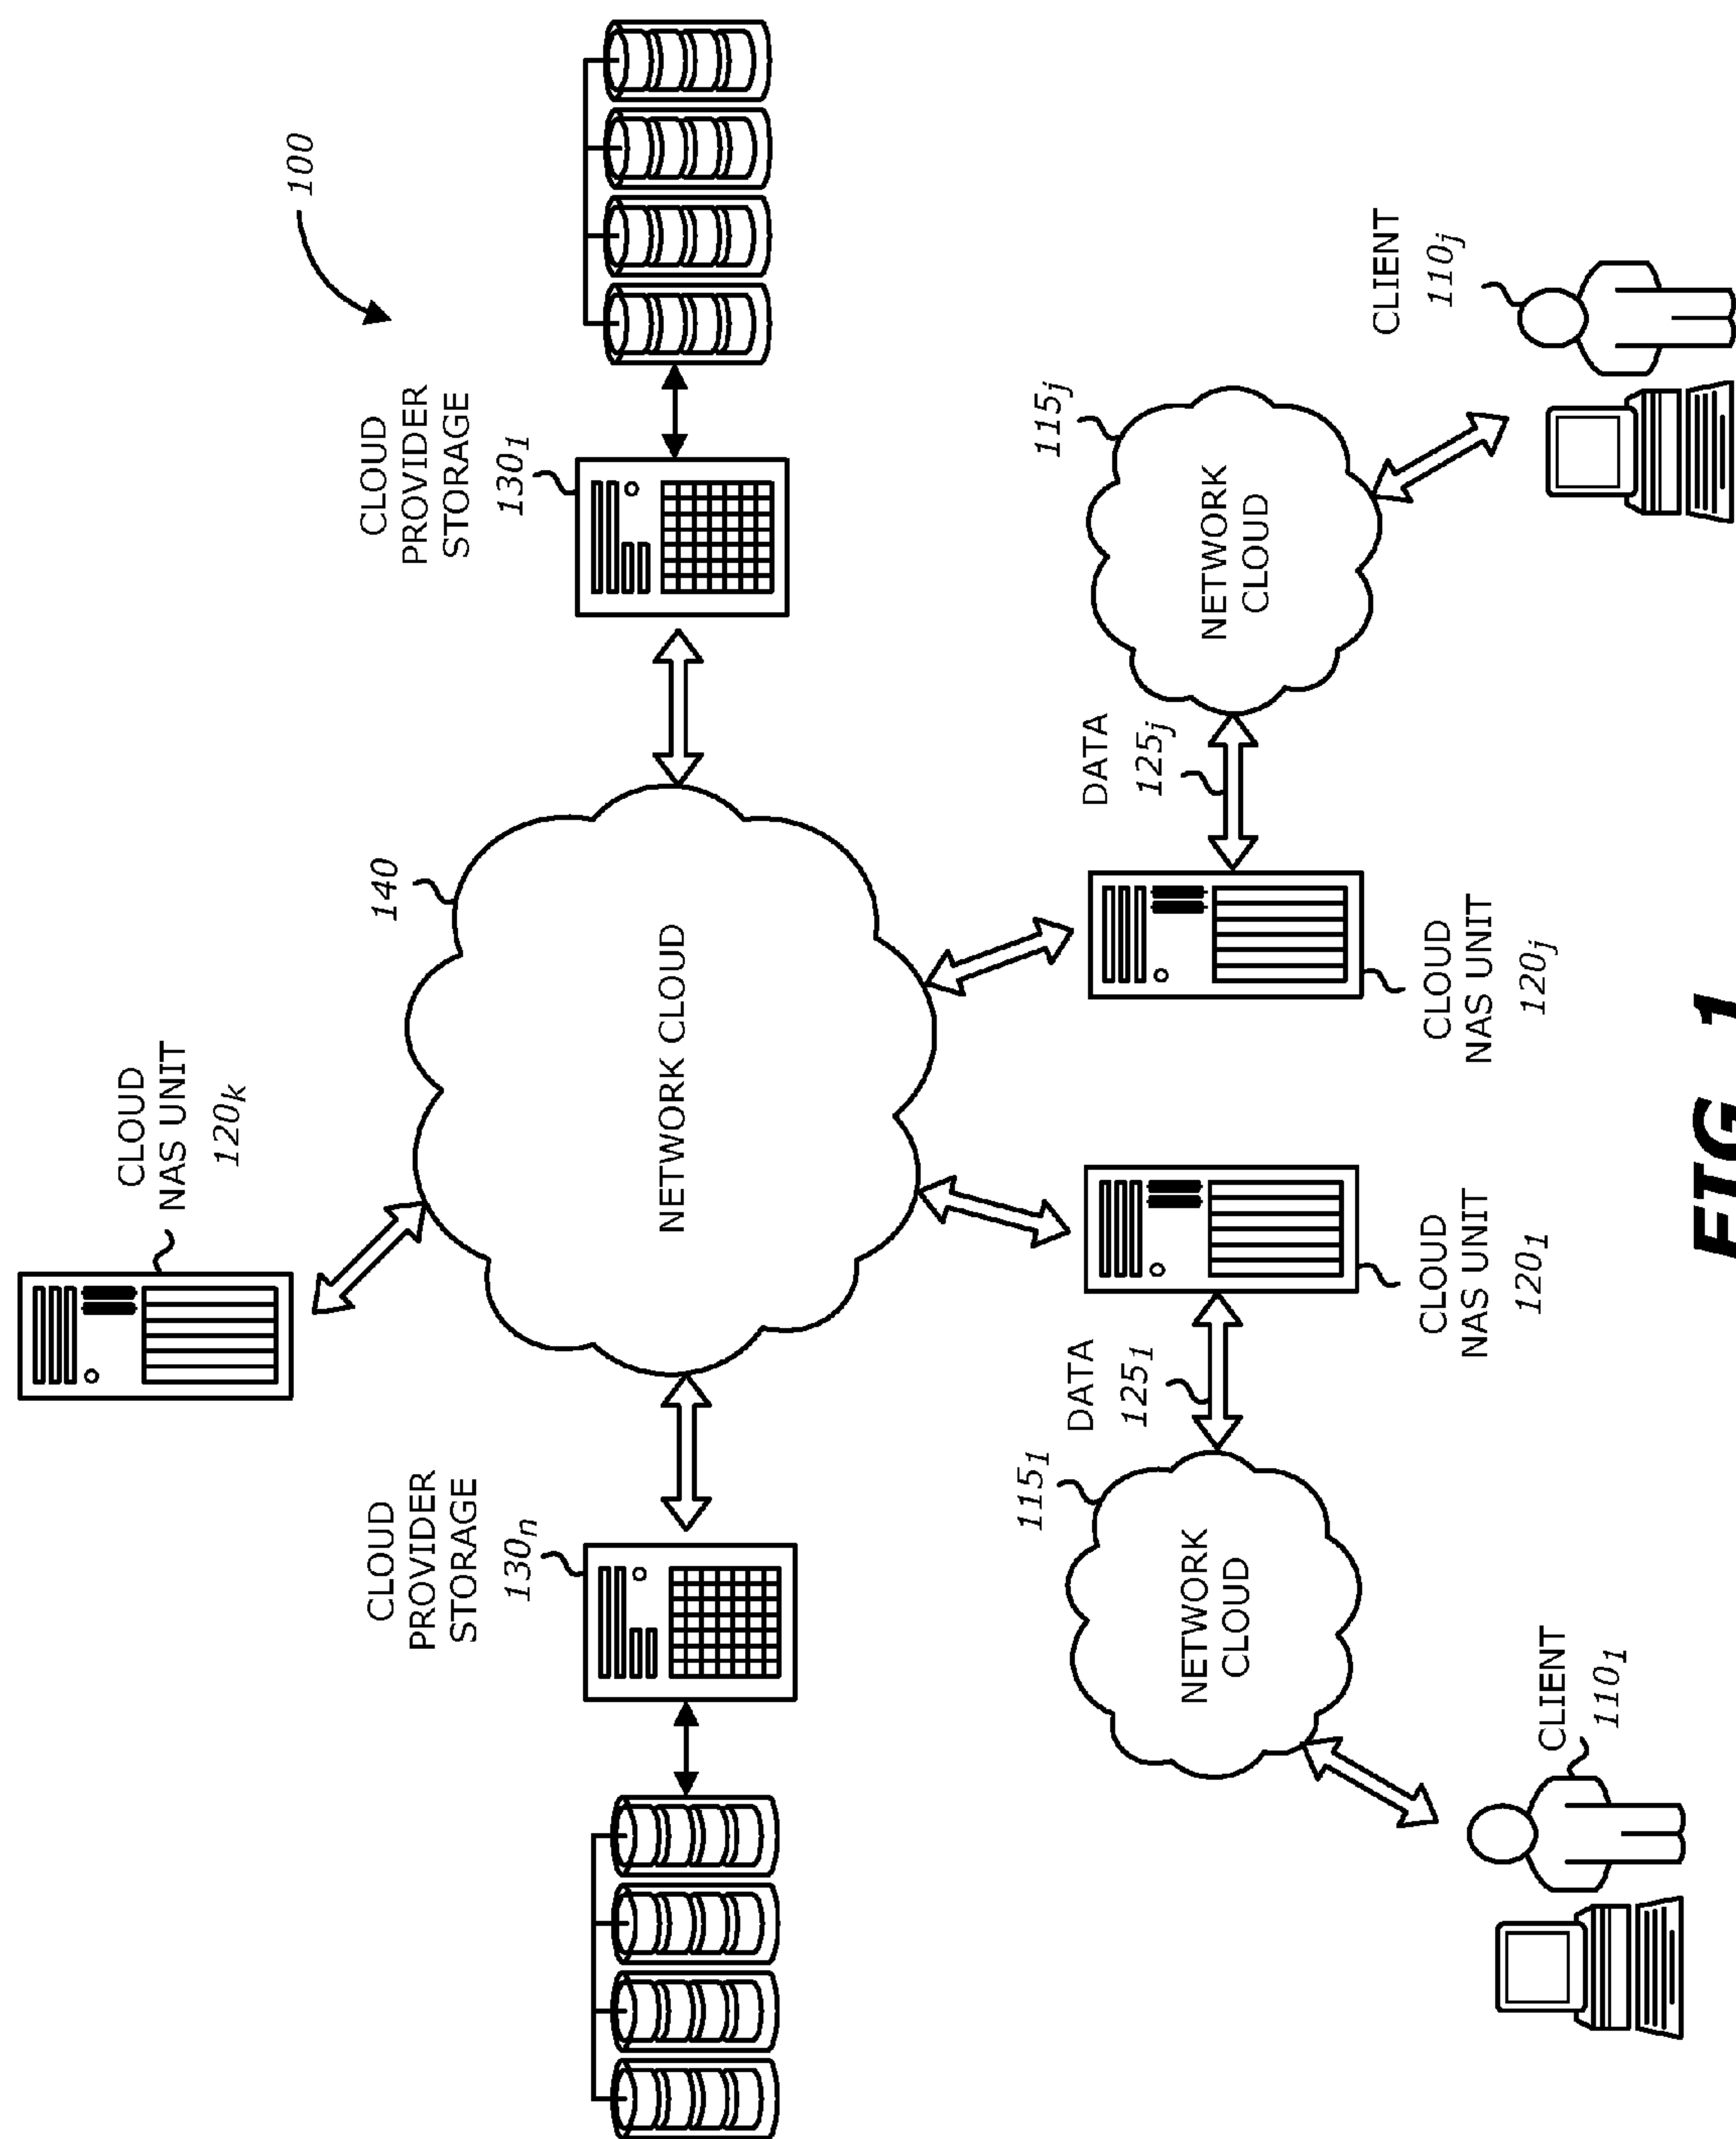 100
CLOUD
NAS UNIT
120k
CLOUD
PROVIDER
STORAGE
130n
140
CLOUD
PROVIDER
STORAGE
1301
NETWORK CLOUD
1151
DATA
1251
DATA
125j
115j
NETWORK
CLOUD
NETWORK
CLOUD
CLIENT
1101
CLOUD
NAS UNIT
1201
CLOUD
NAS UNIT
120j
CLIENT
110j
FIG. 1